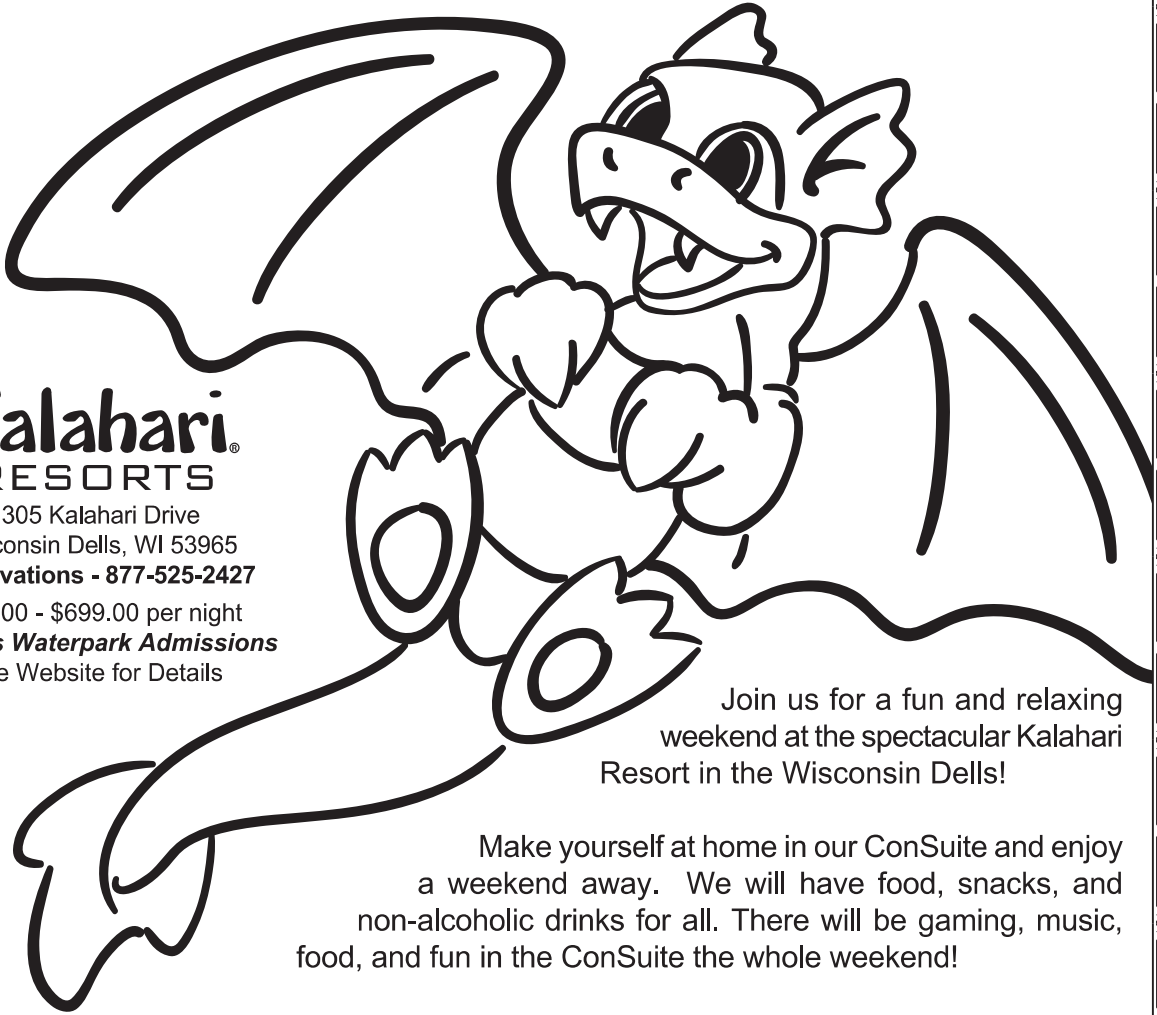 alahari®
RESORTS
305 Kalahari Drive
consin Dells, WI 53965
vations - 877-525-2427
00 - $699.00 per night
s Waterpark Admissions
e Website for Details
Join us for a fun and relaxing
weekend at the spectacular Kalahari
Resort in the Wisconsin Dells!
Make yourself at home in our ConSuite and enjoy
a weekend away. We will have food, snacks, and
non-alcoholic drinks for all. There will be gaming, music,
food, and fun in the ConSuite the whole weekend!